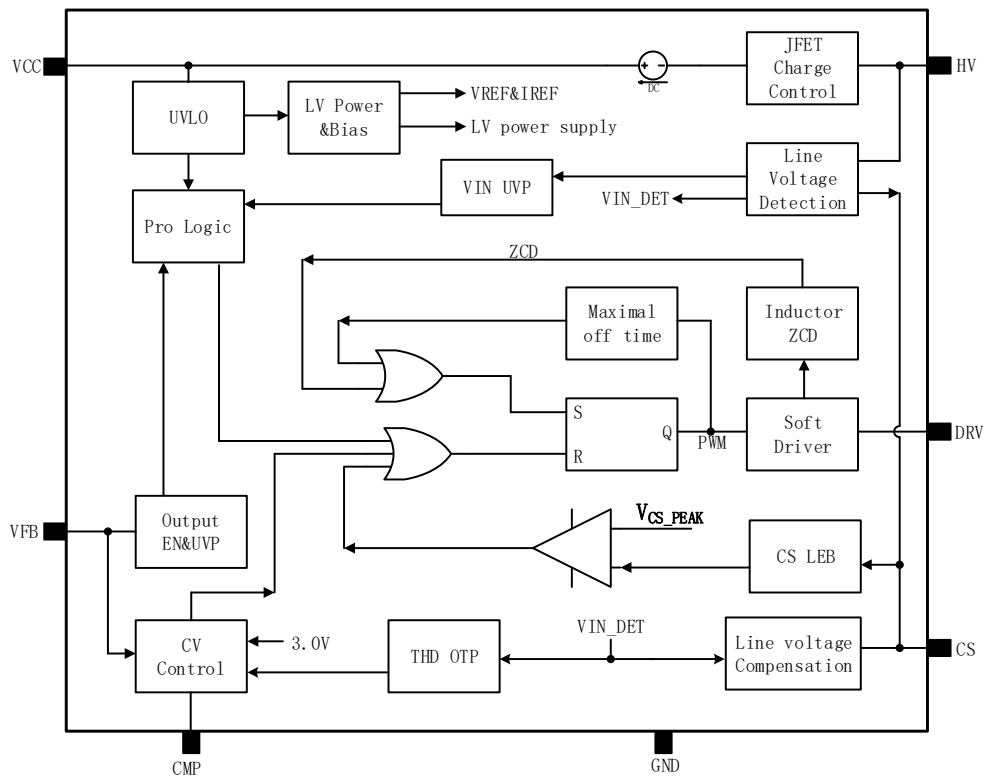 VCC
+ -
DC
JFET
Charge
Control
HV
UVLO
LV Power
&Bias
VREF&IREF
LV power supply
VIN UVP
VIN_DET
Line
Voltage
Detection
Pro Logic
ZCD
Maximal
off time
Inductor
ZCD
S
Q
R
PWM
Soft
Driver
DRV
VFB
Output
EN&UVP
VCS_PEAK
CS LEB
CV
Control
3.0V
THD OTP
VIN_DET
Line voltage
Compensation
CS
CMP
GND